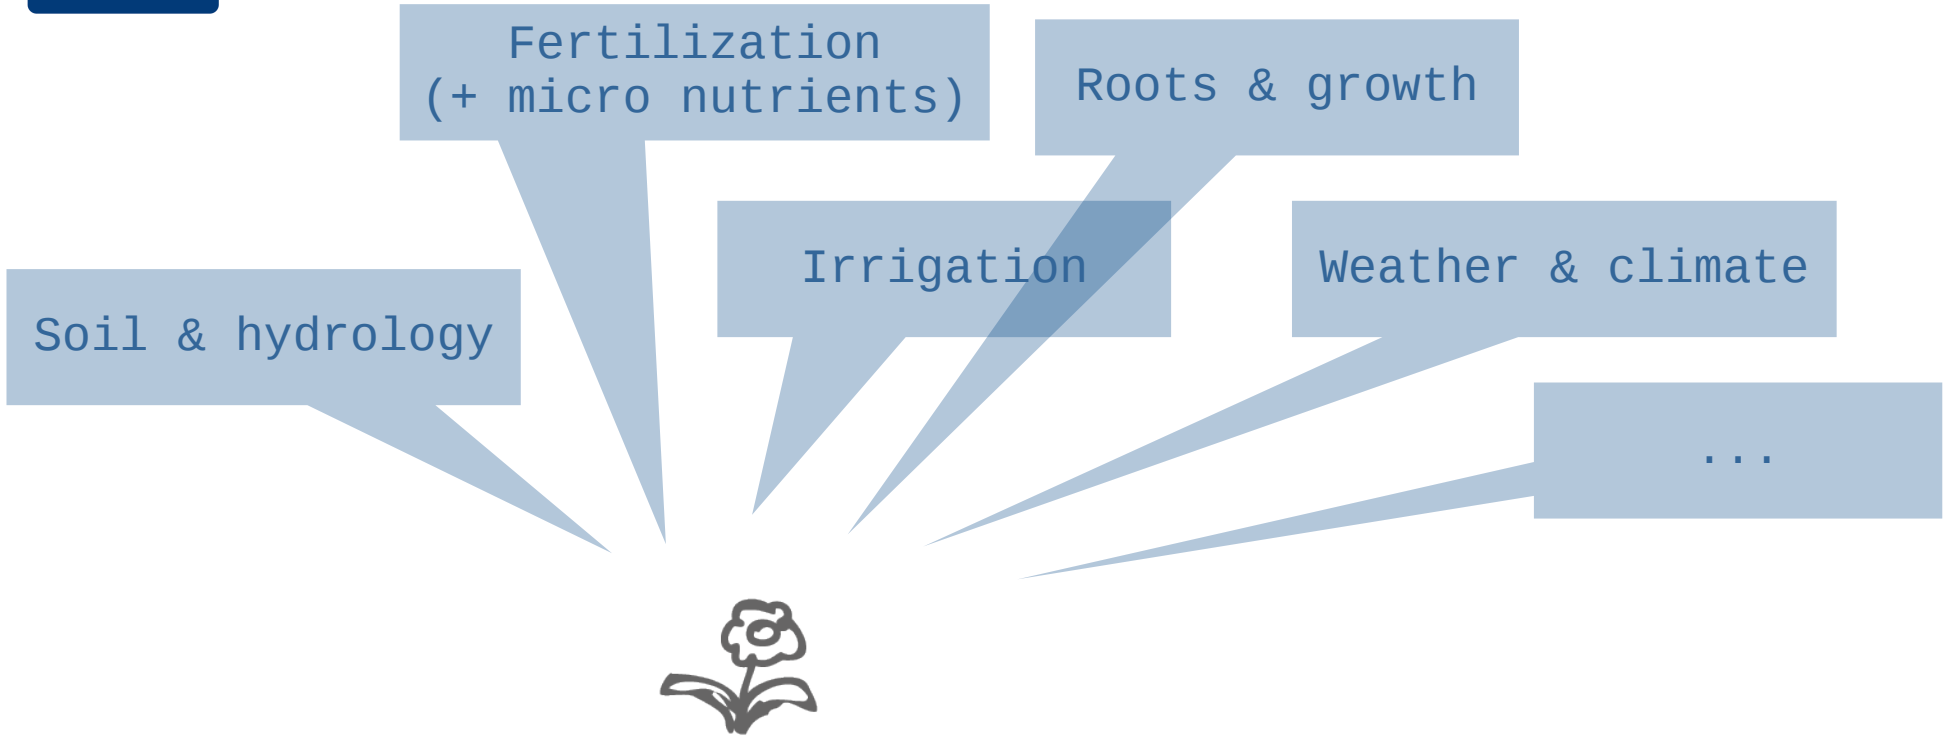 Fertilization
(+ micro nutrients)
Roots & growth
Irrigation
Weather & climate
Soil & hydrology
...